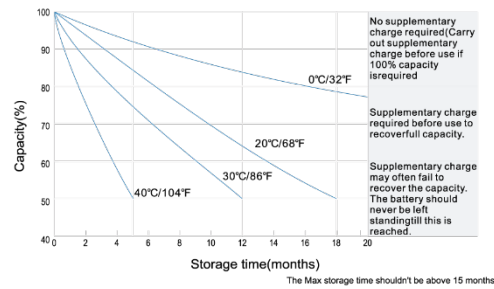 100
90
80
70
60
50
40
Capacity(%)
0
2
4
6
8
10
12
14
16
18
20
Storage time(months)
0℃/32℉
20℃/68℉
30℃/86℉
40℃/104℉
No supplementary
charge required(Carry
out supplementary
charge before use if
100% capacity
isrequired
Supplementary charge
required before use to
recoverfull capacity.
Supplementary charge
may often fail to
recover the capacity.
The battery should
never be left
standingtill this is
reached.
The Max storage time shouldn't be above 15 months